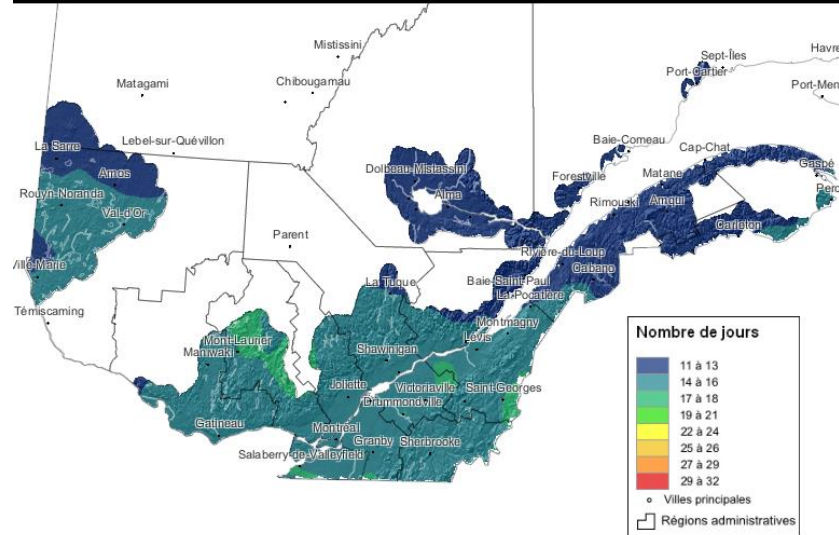 Mistissini
Sept-Îles
Havre
Port-Cartier
Matagami
Chibougamau
Port-Men
Lebel-sur-Quévillon
Baie-Comeau
La Sarre
Cap-Chat
Dolbeau-Mistassini
Matane
Gaspé
Amos
Forestville
Perc
Rouyn-Noranda
Alma
Rimouski
Amqui
Val-d'Or
Carleton
Parent
Rivière-du-Loup
Ville-Marie
La Tuque
Baie-Saint-Paul
Cabano
La Pocatière
Témiscaming
Mont-Laurier
Montmagny
Maniwaki
Shawinigan
Lévis
Joliette
Victoriaville
Saint-Georges
Drummondville
Gatineau
Montréal
Granby
Sherbrooke
Salaberry-de-Valleyfield
Nombre de jours
11 à 13
14 à 16
17 à 18
19 à 21
22 à 24
25 à 26
27 à 29
29 à 32
Villes principales
Régions administratives